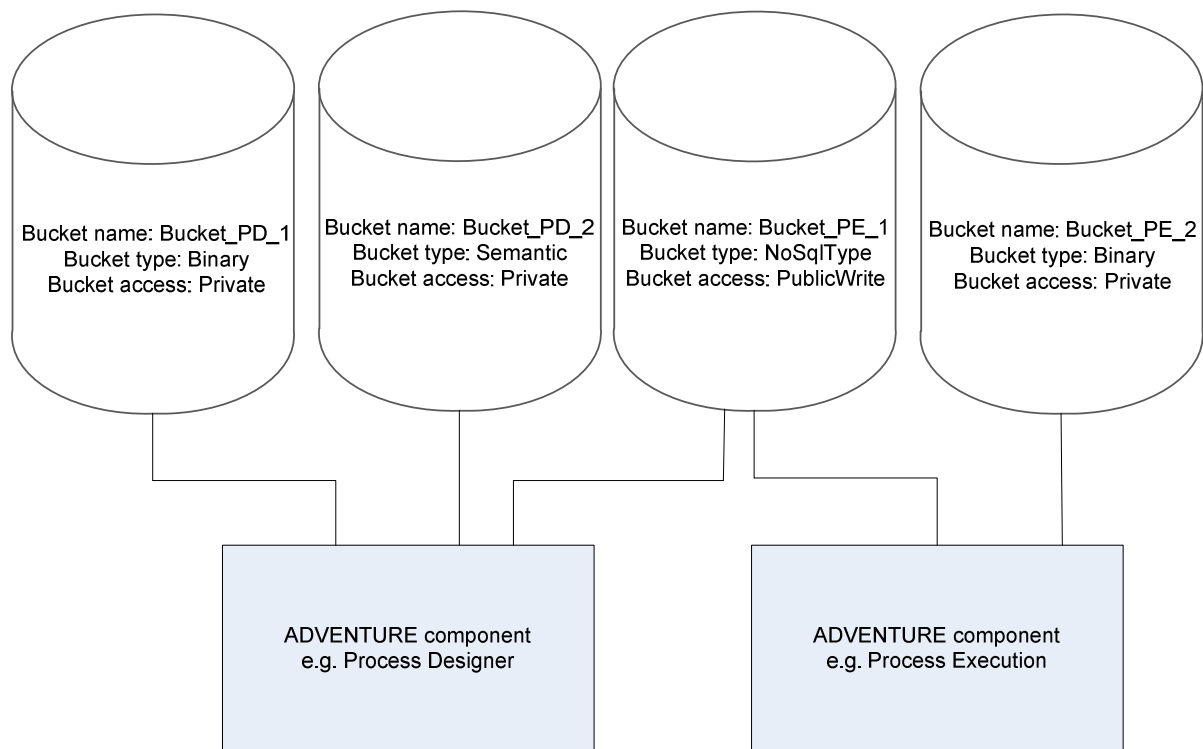 Bucket name: Bucket_PD_1
Bucket type: Binary
Bucket access: Private
Bucket name: Bucket_PD_2
Bucket type: Semantic
Bucket access: Private
Bucket name: Bucket_PE_1
Bucket type: NoSqlType
Bucket access: PublicWrite
Bucket name: Bucket_PE_2
Bucket type: Binary
Bucket access: Private
ADVENTURE component
e.g. Process Designer
ADVENTURE component
e.g. Process Execution